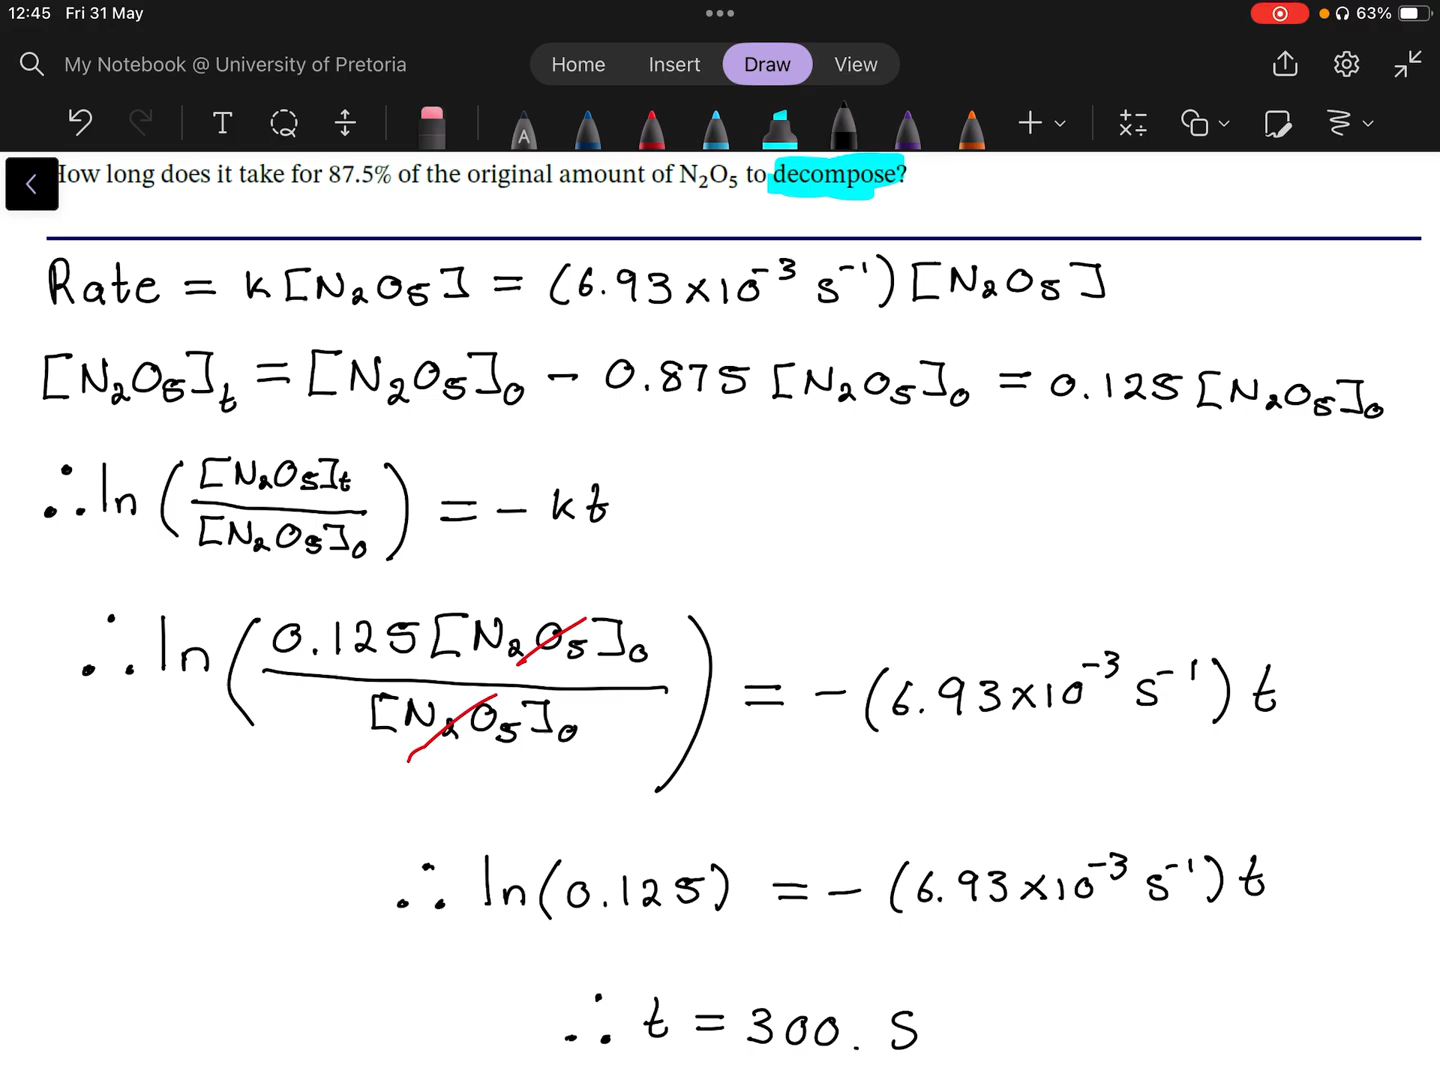 12:45 Fri 31 May
63%
My Notebook @ University of Pretoria
Home Insert Draw View
T
A
How long does it take for 87.5% of the original amount of N₂O₅ to decompose?
Rate = k[N₂O₅] = (6.93×10⁻³ s⁻¹)[N₂O₅]
[N₂O₅]ₜ = [N₂O₅]₀ − 0.875 [N₂O₅]₀ = 0.125 [N₂O₅]₀
∴ ln ([N₂O₅]ₜ / [N₂O₅]₀) = − kt
∴ ln (0.125[N₂O₅]₀ / [N₂O₅]₀) = −(6.93×10⁻³ s⁻¹) t
∴ ln(0.125) = − (6.93×10⁻³ s⁻¹) t
∴ t = 300. s